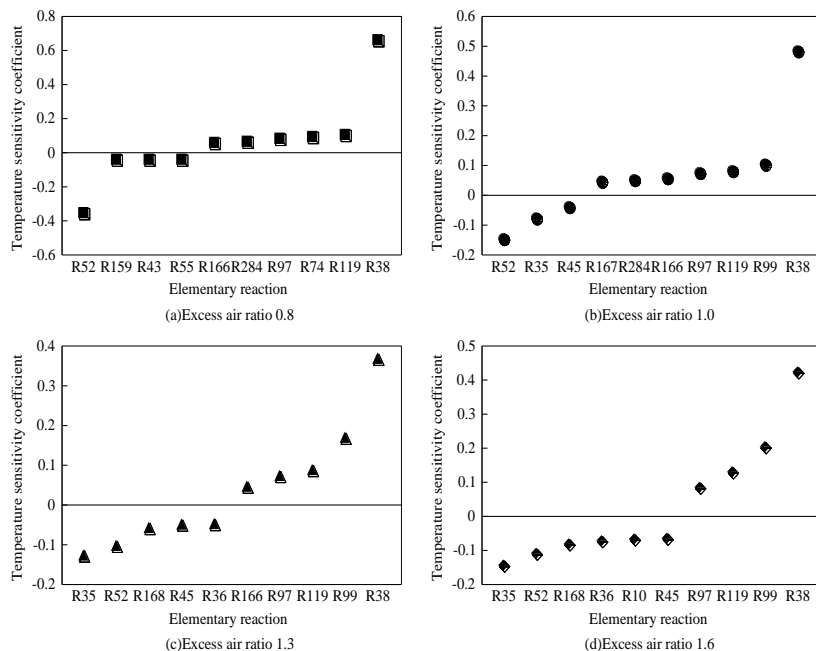 0.8
0.6
0.4
0.2
0
-0.2
-0.4
-0.6
Temperature sensitivity coefficient
R52 R159 R43 R55 R166 R284 R97 R74 R119 R38
Elementary reaction
(a)Excess air ratio 0.8
0.6
0.5
0.4
0.3
0.2
0.1
0
-0.1
-0.2
Temperature sensitivity coefficient
R52 R35 R45 R167 R284 R166 R97 R119 R99 R38
Elementary reaction
(b)Excess air ratio 1.0
0.4
0.3
0.2
0.1
0
-0.1
-0.2
Temperature sensitivity coefficient
R35 R52 R168 R45 R36 R166 R97 R119 R99 R38
Elementary reaction
(c)Excess air ratio 1.3
0.5
0.4
0.3
0.2
0.1
0
-0.1
-0.2
Temperature sensitivity coefficient
R35 R52 R168 R36 R10 R45 R97 R119 R99 R38
Elementary reaction
(d)Excess air ratio 1.6